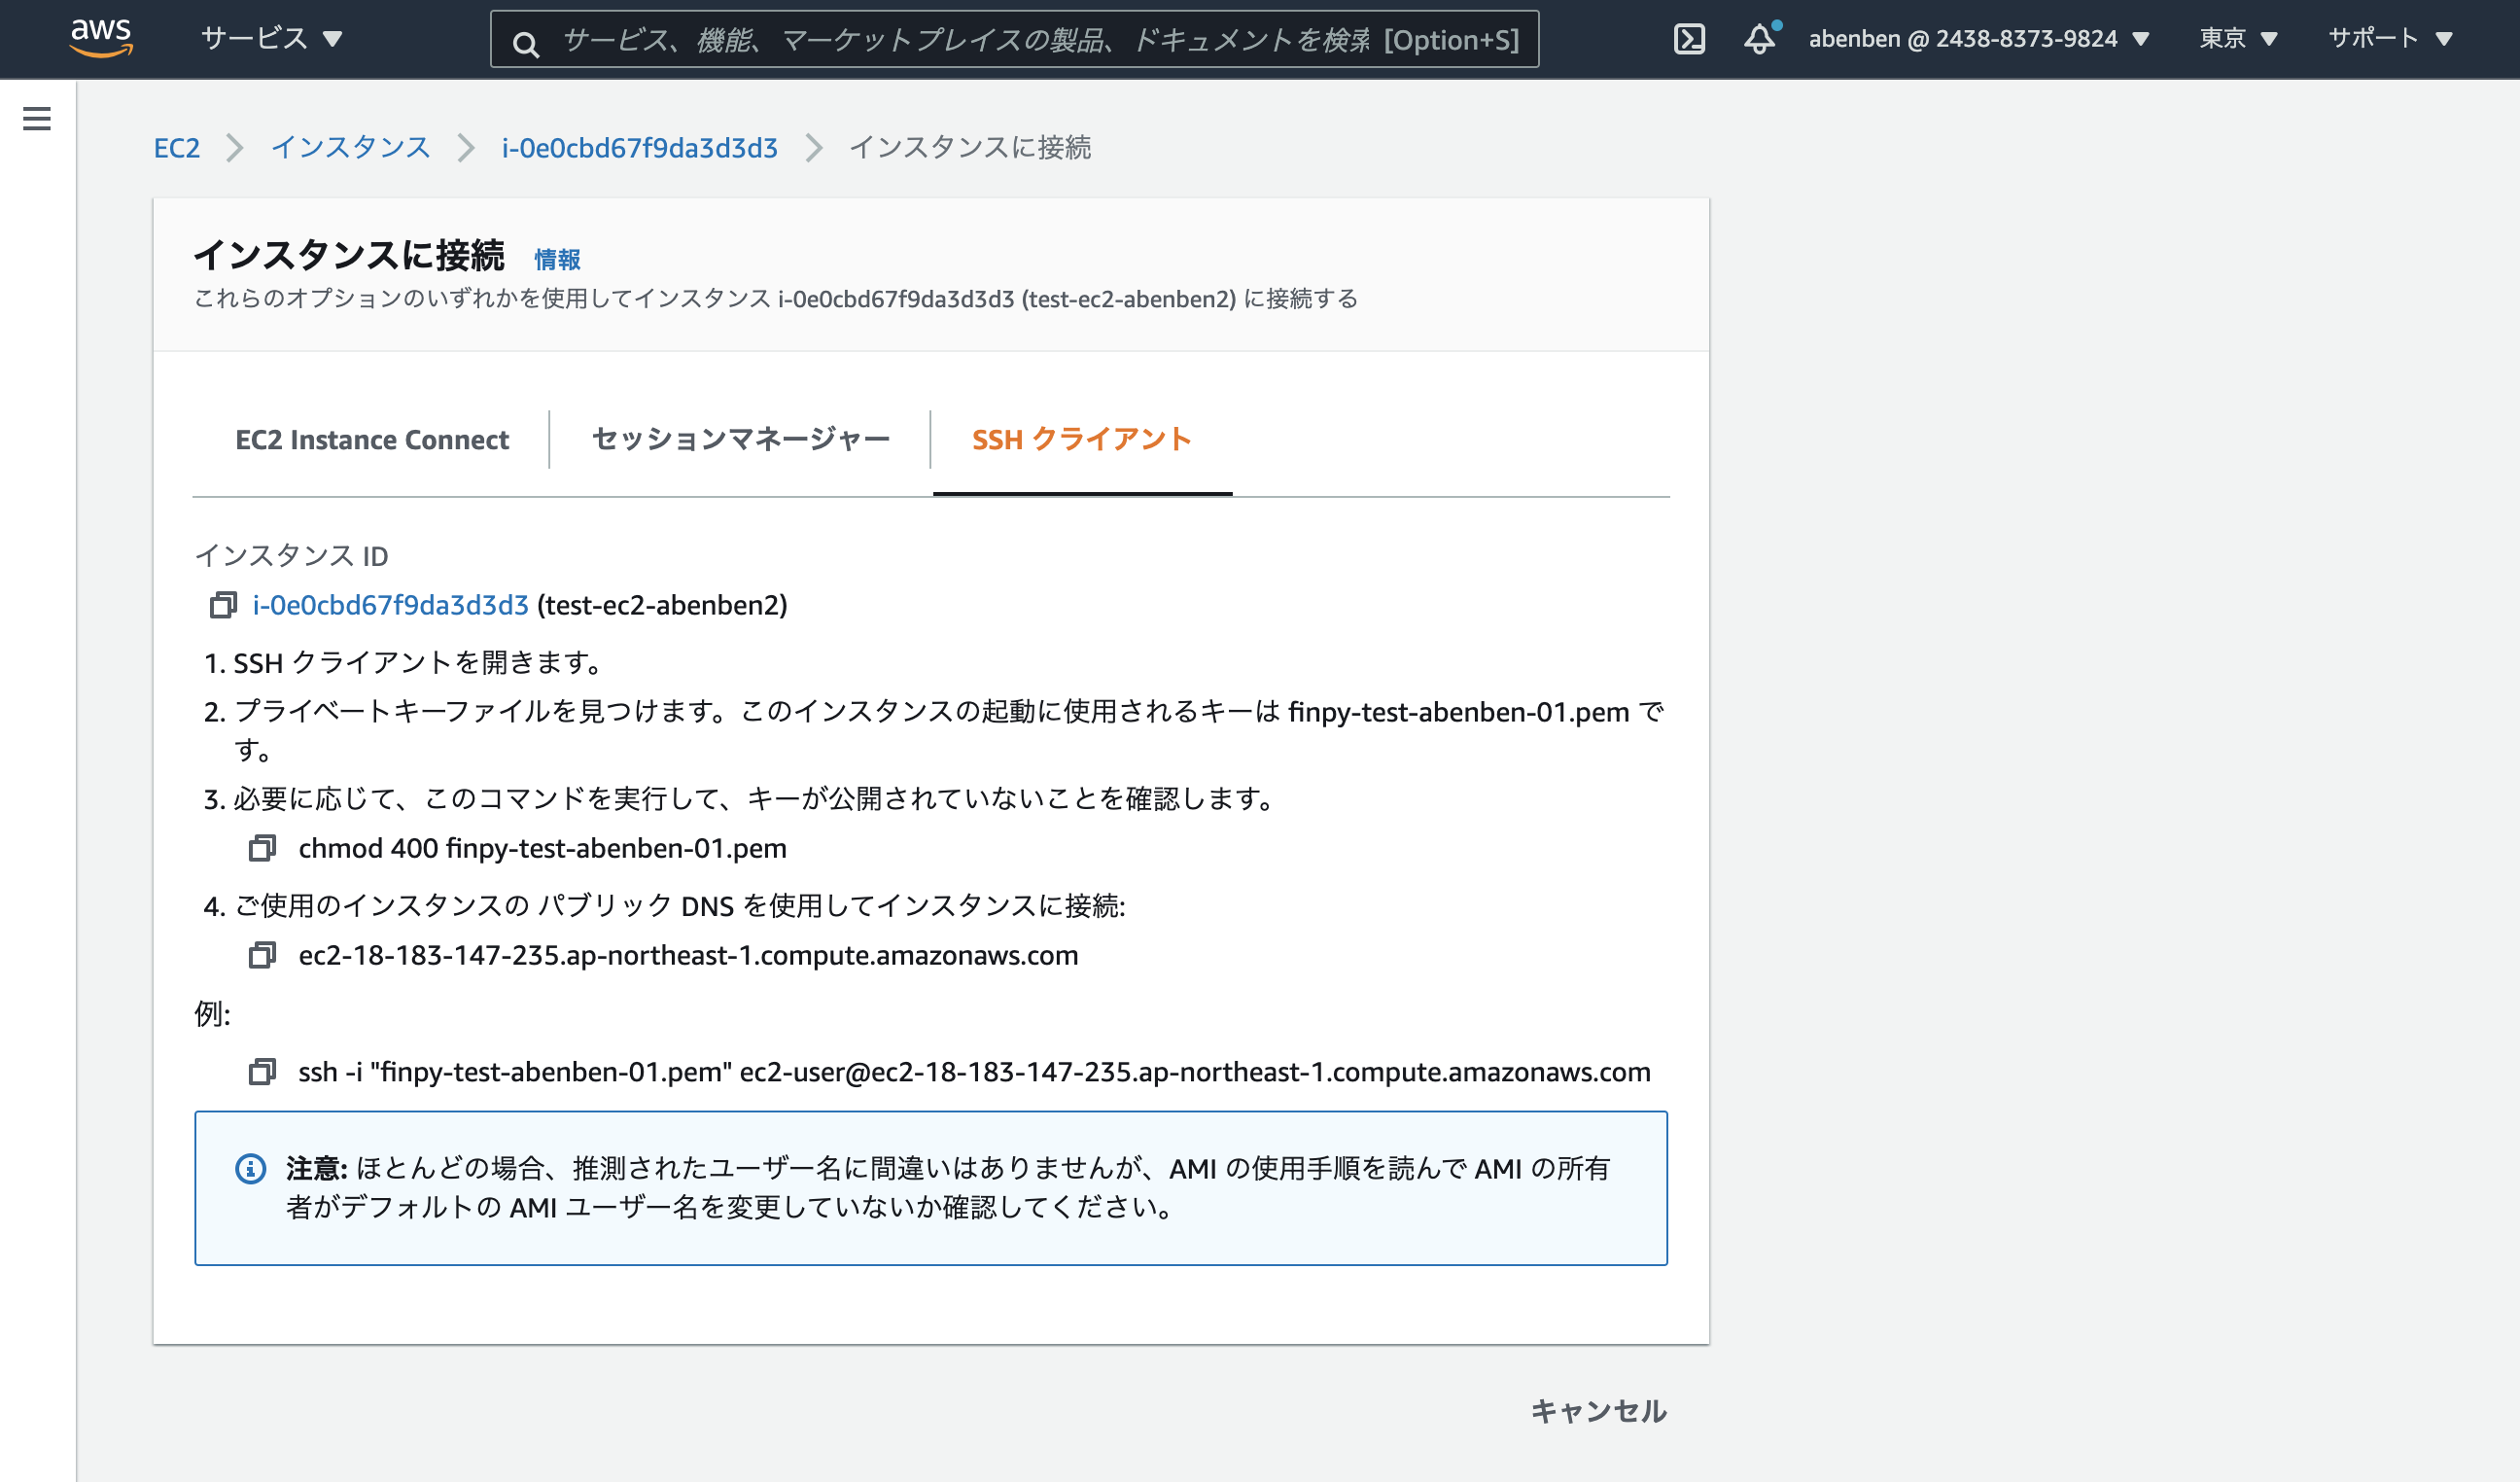 aws
サービス
サービス、機能、マーケットプレイスの製品、ドキュメントを検索 [Option+S]
abenben @ 2438-8373-9824
東京
サポート
EC2 インスタンス i-0e0cbd67f9da3d3d3 インスタンスに接続
インスタンスに接続 情報
これらのオプションのいずれかを使用してインスタンス i-0e0cbd67f9da3d3d3 (test-ec2-abenben2) に接続する
EC2 Instance Connect
セッションマネージャー
SSH クライアント
インスタンス ID
i-0e0cbd67f9da3d3d3 (test-ec2-abenben2)
1. SSH クライアントを開きます。
2. プライベートキーファイルを見つけます。このインスタンスの起動に使用されるキーは finpy-test-abenben-01.pem で
す。
3. 必要に応じて、このコマンドを実行して、キーが公開されていないことを確認します。
chmod 400 finpy-test-abenben-01.pem
4. ご使用のインスタンスの パブリック DNS を使用してインスタンスに接続:
ec2-18-183-147-235.ap-northeast-1.compute.amazonaws.com
例:
ssh -i "finpy-test-abenben-01.pem" ec2-user@ec2-18-183-147-235.ap-northeast-1.compute.amazonaws.com
注意: ほとんどの場合、推測されたユーザー名に間違いはありませんが、AMI の使用手順を読んで AMI の所有
者がデフォルトの AMI ユーザー名を変更していないか確認してください。
キャンセル